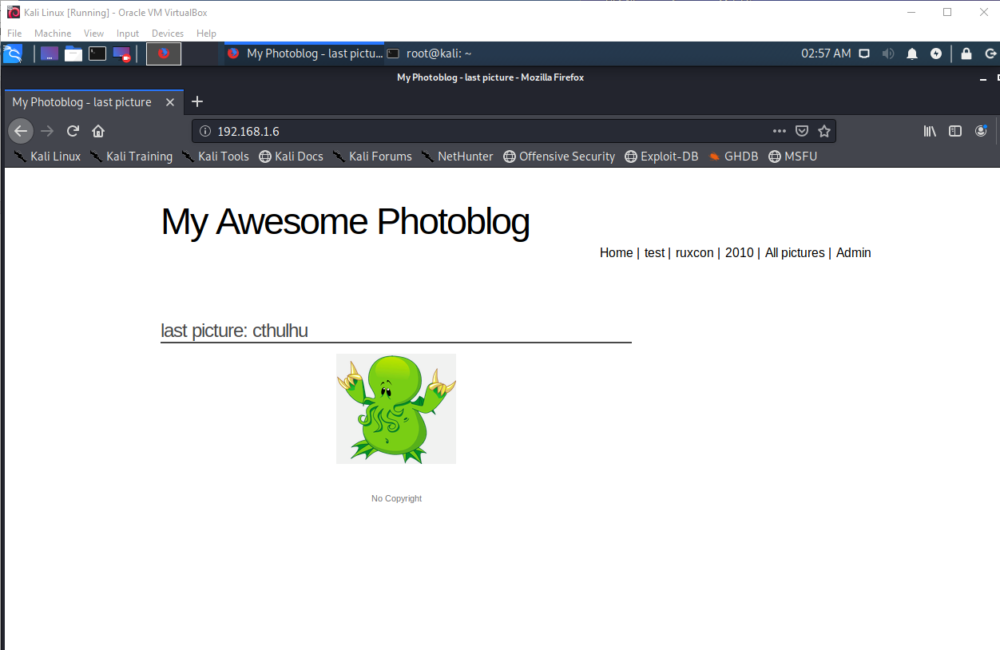 Kali Linux [Running] - Oracle VM VirtualBox
File Machine View Input Devices Help
My Photoblog - last pictu... root@kali: ~ 02:57 AM
My Photoblog - last picture - Mozilla Firefox
My Photoblog - last picture
192.168.1.6
Kali Linux Kali Training Kali Tools Kali Docs Kali Forums NetHunter Offensive Security Exploit-DB GHDB MSFU
My Awesome Photoblog
Home | test | ruxcon | 2010 | All pictures | Admin
last picture: cthulhu
No Copyright